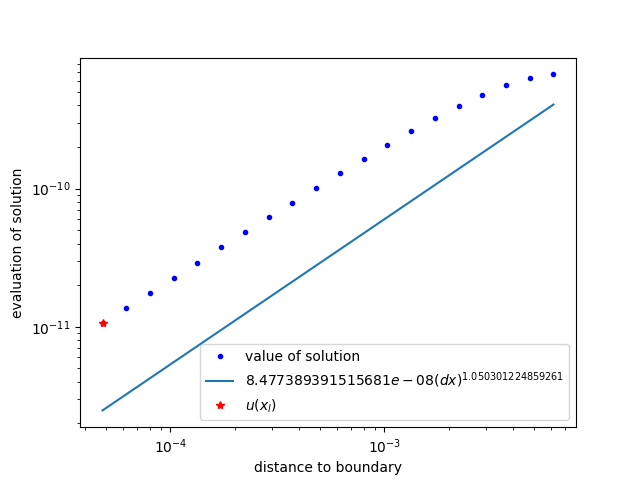 evaluation of solution
10⁻¹⁰
10⁻¹¹
value of solution
8.477389391515681e − 08(dx)^1.050301224859261
u(x_l)
10⁻⁴
10⁻³
distance to boundary